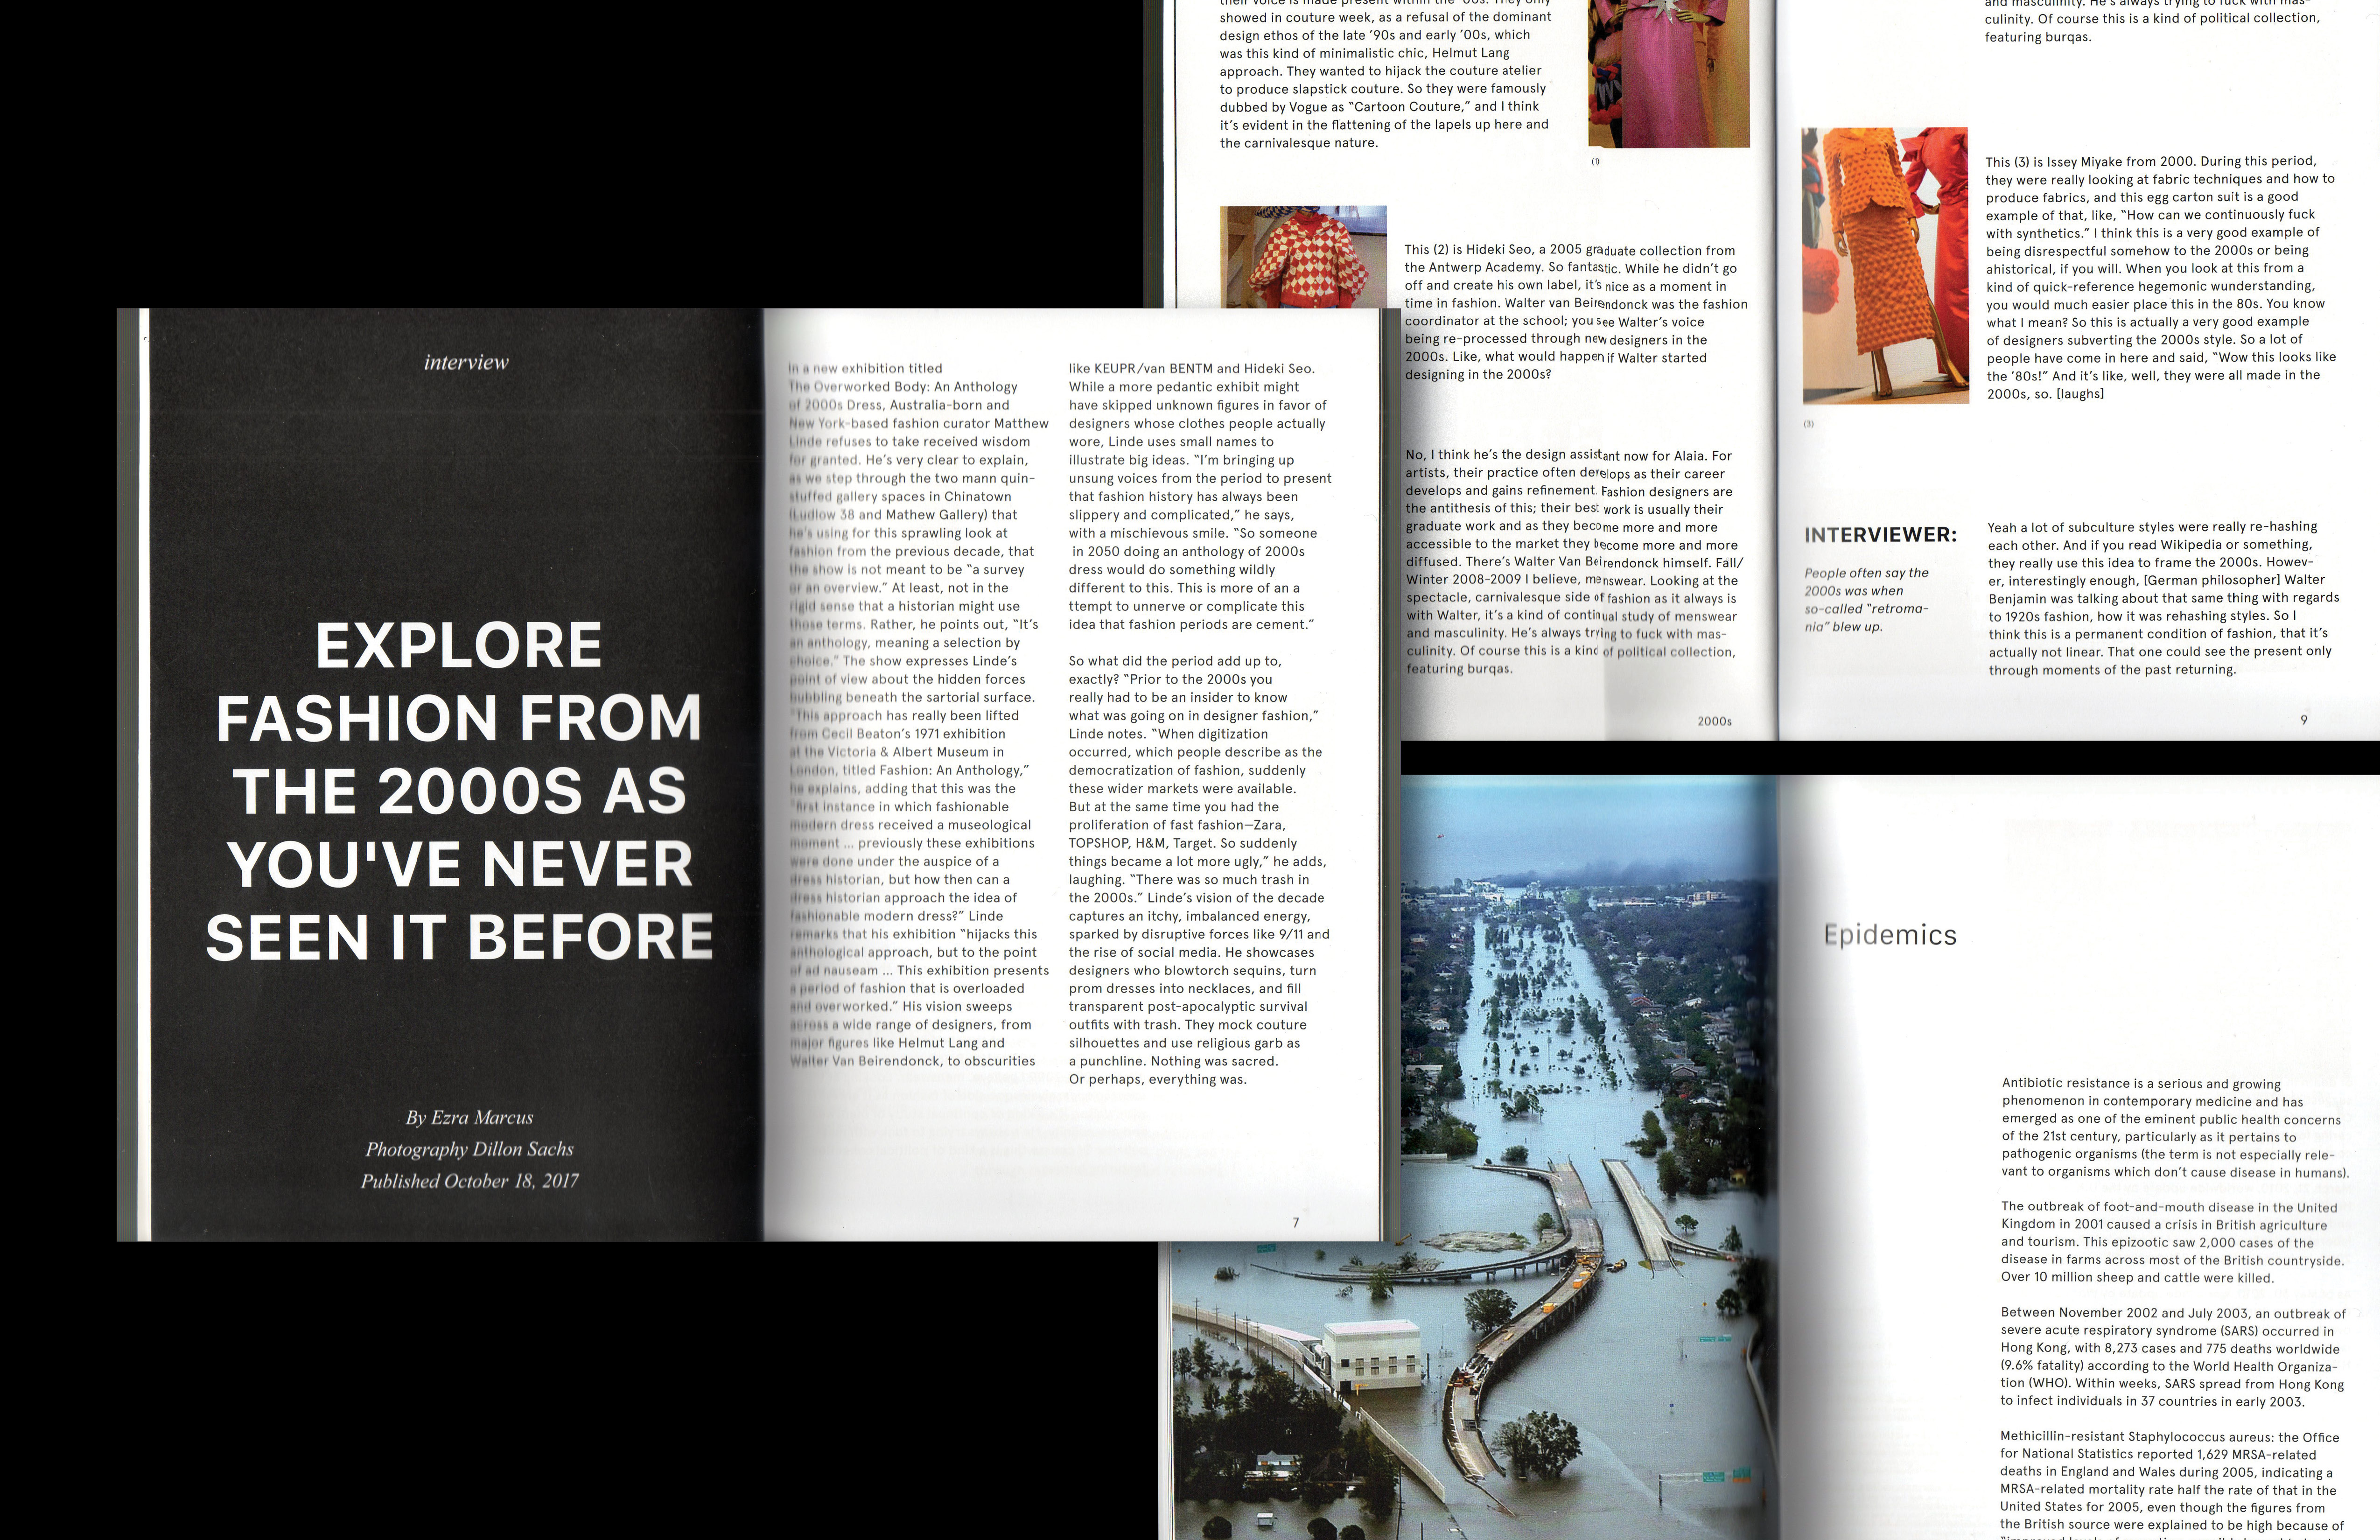 interview
EXPLORE
FASHION FROM
THE 2000S AS
YOU'VE NEVER
SEEN IT BEFORE
By Ezra Marcus
Photography Dillon Sachs
Published October 18, 2017
In a new exhibition titled
The Overworked Body: An Anthology
of 2000s Dress, Australia-born and
New York-based fashion curator Matthew
Linde refuses to take received wisdom
for granted. He's very clear to explain,
as we step through the two mann quin-
stuffed gallery spaces in Chinatown
(Ludlow 38 and Mathew Gallery) that
he's using for this sprawling look at
fashion from the previous decade, that
the show is not meant to be “a survey
or an overview.” At least, not in the
rigid sense that a historian might use
those terms. Rather, he points out, “It's
an anthology, meaning a selection by
choice.” The show expresses Linde's
point of view about the hidden forces
bubbling beneath the sartorial surface.
“This approach has really been lifted
from Cecil Beaton's 1971 exhibition
at the Victoria & Albert Museum in
London, titled Fashion: An Anthology,”
he explains, adding that this was the
“first instance in which fashionable
modern dress received a museological
moment ... previously these exhibitions
were done under the auspice of a
dress historian, but how then can a
dress historian approach the idea of
fashionable modern dress?” Linde
remarks that his exhibition “hijacks this
anthological approach, but to the point
of ad nauseam ... This exhibition presents
a period of fashion that is overloaded
and overworked.” His vision sweeps
across a wide range of designers, from
major figures like Helmut Lang and
Walter Van Beirendonck, to obscurities
like KEUPR/van BENTM and Hideki Seo.
While a more pedantic exhibit might
have skipped unknown figures in favor of
designers whose clothes people actually
wore, Linde uses small names to
illustrate big ideas. “I'm bringing up
unsung voices from the period to present
that fashion history has always been
slippery and complicated,” he says,
with a mischievous smile. “So someone
in 2050 doing an anthology of 2000s
dress would do something wildly
different to this. This is more of an a
ttempt to unnerve or complicate this
idea that fashion periods are cement.”
So what did the period add up to,
exactly? “Prior to the 2000s you
really had to be an insider to know
what was going on in designer fashion,”
Linde notes. “When digitization
occurred, which people describe as the
democratization of fashion, suddenly
these wider markets were available.
But at the same time you had the
proliferation of fast fashion—Zara,
TOPSHOP, H&M, Target. So suddenly
things became a lot more ugly,” he adds,
laughing. “There was so much trash in
the 2000s.” Linde's vision of the decade
captures an itchy, imbalanced energy,
sparked by disruptive forces like 9/11 and
the rise of social media. He showcases
designers who blowtorch sequins, turn
prom dresses into necklaces, and fill
transparent post-apocalyptic survival
outfits with trash. They mock couture
silhouettes and use religious garb as
a punchline. Nothing was sacred.
Or perhaps, everything was.
7
their voice is made present within the '00s. They only
showed in couture week, as a refusal of the dominant
design ethos of the late '90s and early '00s, which
was this kind of minimalistic chic, Helmut Lang
approach. They wanted to hijack the couture atelier
to produce slapstick couture. So they were famously
dubbed by Vogue as “Cartoon Couture,” and I think
it's evident in the flattening of the lapels up here and
the carnivalesque nature.
(1)
This (2) is Hideki Seo, a 2005 graduate collection from
the Antwerp Academy. So fantastic. While he didn't go
off and create his own label, it's nice as a moment in
time in fashion. Walter van Beirendonck was the fashion
coordinator at the school; you see Walter's voice
being re-processed through new designers in the
2000s. Like, what would happen if Walter started
designing in the 2000s?
No, I think he's the design assistant now for Alaia. For
artists, their practice often develops as their career
develops and gains refinement. Fashion designers are
the antithesis of this; their best work is usually their
graduate work and as they become more and more
accessible to the market they become more and more
diffused. There's Walter Van Beirendonck himself. Fall/
Winter 2008-2009 I believe, menswear. Looking at the
spectacle, carnivalesque side of fashion as it always is
with Walter, it's a kind of continual study of menswear
and masculinity. He's always trying to fuck with mas-
culinity. Of course this is a kind of political collection,
featuring burqas.
2000s
and masculinity. He's always trying to fuck with mas-
culinity. Of course this is a kind of political collection,
featuring burqas.
(3)
This (3) is Issey Miyake from 2000. During this period,
they were really looking at fabric techniques and how to
produce fabrics, and this egg carton suit is a good
example of that, like, “How can we continuously fuck
with synthetics.” I think this is a very good example of
being disrespectful somehow to the 2000s or being
ahistorical, if you will. When you look at this from a
kind of quick-reference hegemonic wunderstanding,
you would much easier place this in the 80s. You know
what I mean? So this is actually a very good example
of designers subverting the 2000s style. So a lot of
people have come in here and said, “Wow this looks like
the '80s!” And it's like, well, they were all made in the
2000s, so. [laughs]
INTERVIEWER:
People often say the
2000s was when
so-called “retroma-
nia” blew up.
Yeah a lot of subculture styles were really re-hashing
each other. And if you read Wikipedia or something,
they really use this idea to frame the 2000s. Howev-
er, interestingly enough, [German philosopher] Walter
Benjamin was talking about that same thing with regards
to 1920s fashion, how it was rehashing styles. So I
think this is a permanent condition of fashion, that it's
actually not linear. That one could see the present only
through moments of the past returning.
9
Epidemics
Antibiotic resistance is a serious and growing
phenomenon in contemporary medicine and has
emerged as one of the eminent public health concerns
of the 21st century, particularly as it pertains to
pathogenic organisms (the term is not especially rele-
vant to organisms which don't cause disease in humans).
The outbreak of foot-and-mouth disease in the United
Kingdom in 2001 caused a crisis in British agriculture
and tourism. This epizootic saw 2,000 cases of the
disease in farms across most of the British countryside.
Over 10 million sheep and cattle were killed.
Between November 2002 and July 2003, an outbreak of
severe acute respiratory syndrome (SARS) occurred in
Hong Kong, with 8,273 cases and 775 deaths worldwide
(9.6% fatality) according to the World Health Organiza-
tion (WHO). Within weeks, SARS spread from Hong Kong
to infect individuals in 37 countries in early 2003.
Methicillin-resistant Staphylococcus aureus: the Office
for National Statistics reported 1,629 MRSA-related
deaths in England and Wales during 2005, indicating a
MRSA-related mortality rate half the rate of that in the
United States for 2005, even though the figures from
the British source were explained to be high because of